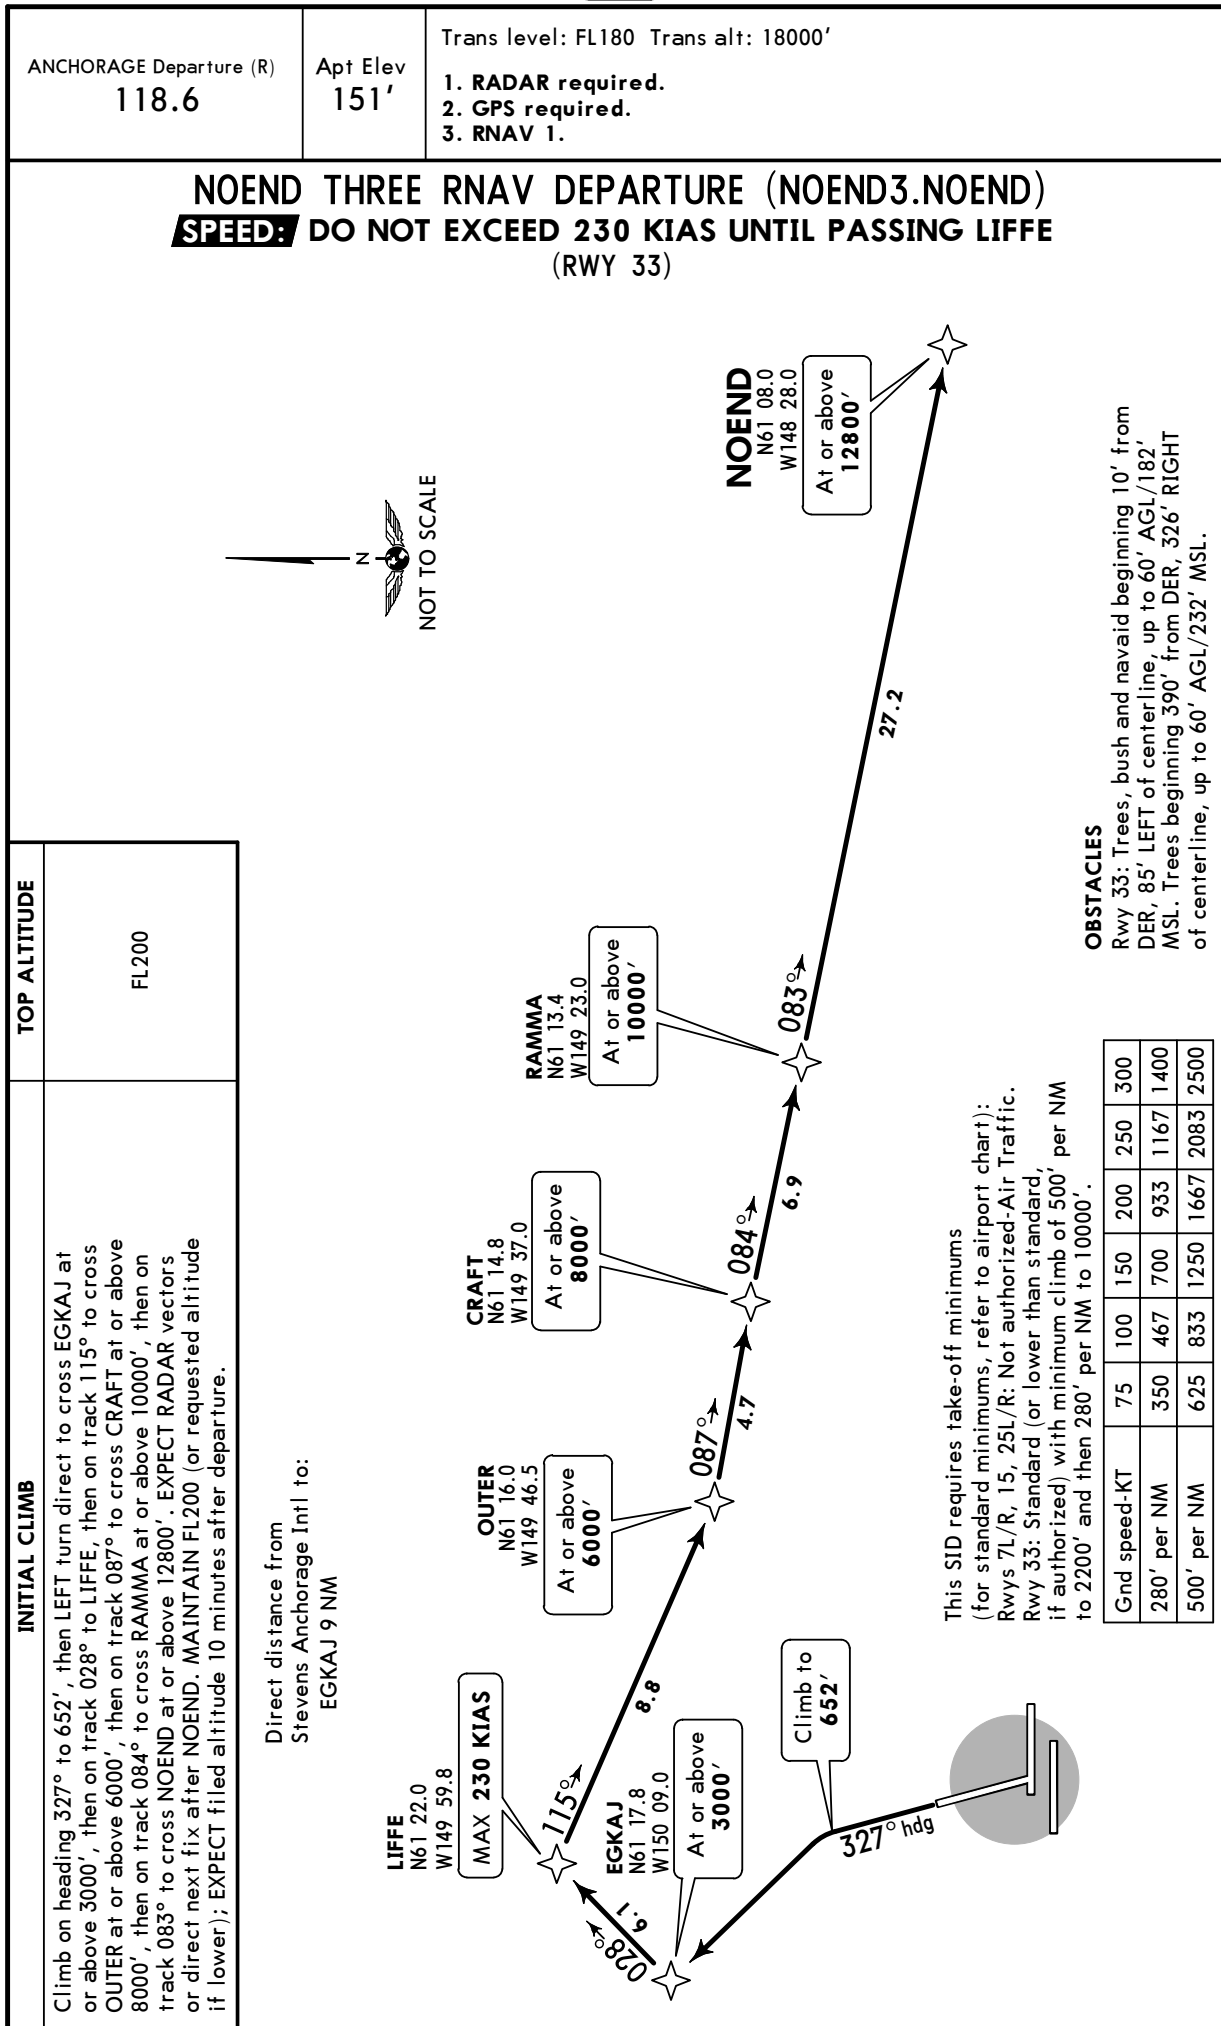 ANCHORAGE Departure (R)
118.6
Apt Elev
151'
Trans level: FL180 Trans alt: 18000'
1. RADAR required.
2. GPS required.
3. RNAV 1.
NOEND THREE RNAV DEPARTURE (NOEND3.NOEND)
SPEED: DO NOT EXCEED 230 KIAS UNTIL PASSING LIFFE
(RWY 33)
INITIAL CLIMB
TOP ALTITUDE
Climb on heading 327° to 652', then LEFT turn direct to cross EGKAJ at
or above 3000', then on track 028° to LIFFE, then on track 115° to cross
OUTER at or above 6000', then on track 087° to cross CRAFT at or above
8000', then on track 084° to cross RAMMA at or above 10000', then on
track 083° to cross NOEND at or above 12800'. EXPECT RADAR vectors
or direct next fix after NOEND. MAINTAIN FL200 (or requested altitude
if lower); EXPECT filed altitude 10 minutes after departure.
FL200
Direct distance from
Stevens Anchorage Intl to:
EGKAJ 9 NM
N
NOT TO SCALE
LIFFE
N61 22.0
W149 59.8
MAX 230 KIAS
EGKAJ
N61 17.8
W150 09.0
At or above
3000'
028°
6.1
115°
8.8
Climb to
652'
327° hdg
OUTER
N61 16.0
W149 46.5
At or above
6000'
087°
4.7
CRAFT
N61 14.8
W149 37.0
At or above
8000'
084°
6.9
RAMMA
N61 13.4
W149 23.0
At or above
10000'
083°
27.2
NOEND
N61 08.0
W148 28.0
At or above
12800'
This SID requires take-off minimums
(for standard minimums, refer to airport chart):
Rwys 7L/R, 15, 25L/R: Not authorized-Air Traffic.
Rwy 33: Standard (or lower than standard,
if authorized) with minimum climb of 500' per NM
to 2200' and then 280' per NM to 10000'.
Gnd speed-KT 75 100 150 200 250 300
280' per NM 350 467 700 933 1167 1400
500' per NM 625 833 1250 1667 2083 2500
OBSTACLES
Rwy 33: Trees, bush and navaid beginning 10' from
DER, 85' LEFT of centerline, up to 60' AGL/182'
MSL. Trees beginning 390' from DER, 326' RIGHT
of centerline, up to 60' AGL/232' MSL.